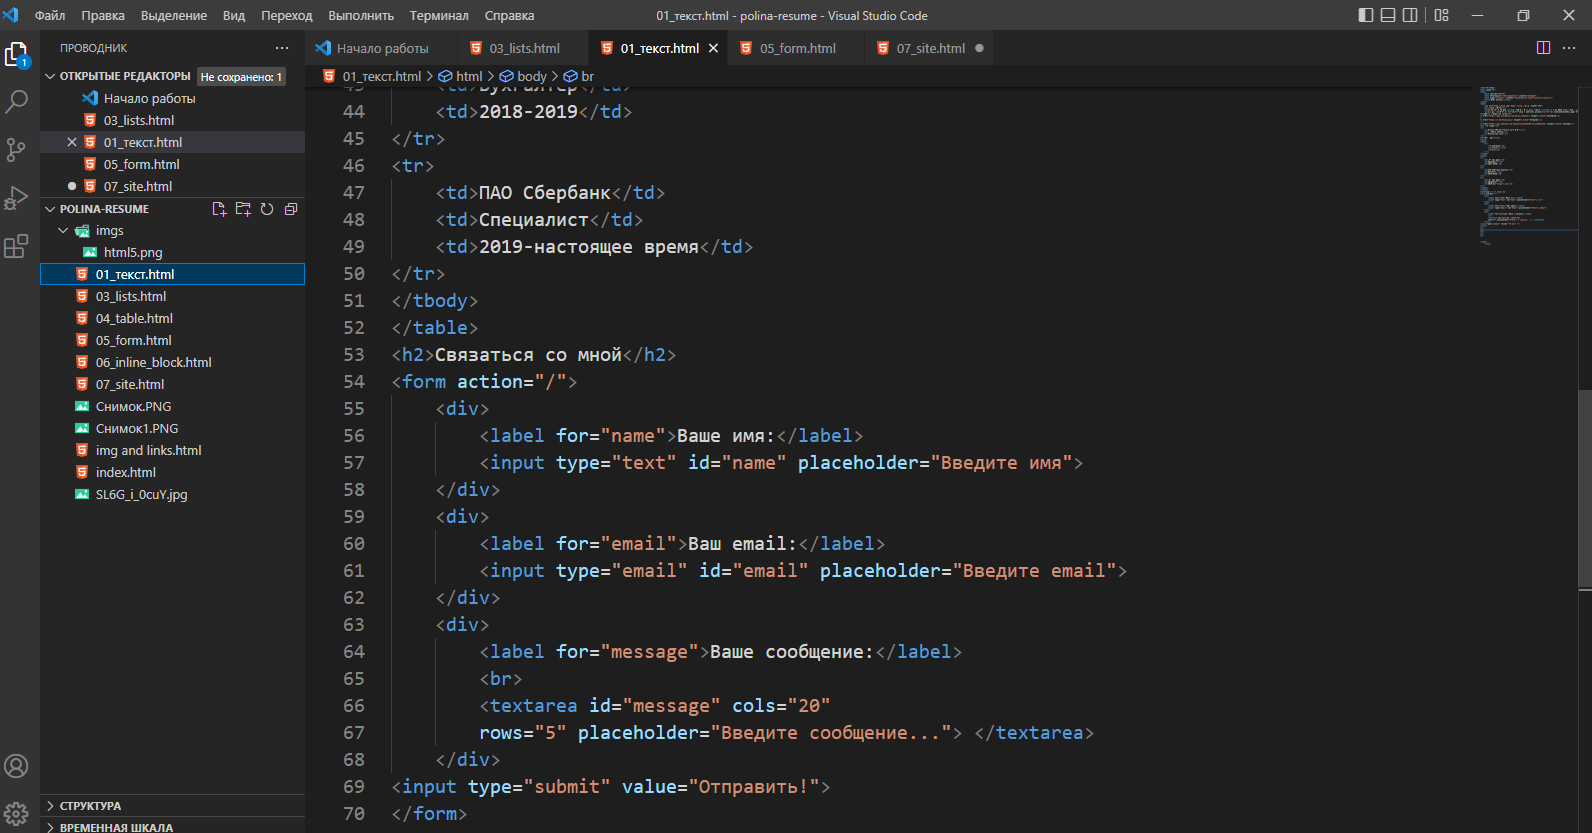 Файл Правка Выделение Вид Переход Выполнить Терминал Справка 01_текст.html - polina-resume - Visual Studio Code
ПРОВОДНИК
ОТКРЫТЫЕ РЕДАКТОРЫ Не сохранено: 1
Начало работы
03_lists.html
01_текст.html
05_form.html
07_site.html
POLINA-RESUME
imgs
html5.png
01_текст.html
03_lists.html
04_table.html
05_form.html
06_inline_block.html
07_site.html
Снимок.PNG
Снимок1.PNG
img and links.html
index.html
SL6G_i_0cuY.jpg
СТРУКТУРА
ВРЕМЕННАЯ ШКАЛА
1
Начало работы 03_lists.html 01_текст.html 05_form.html 07_site.html
01_текст.html > html > body > br
43 <td>Бухгалтер</td>
44 <td>2018-2019</td>
45 </tr>
46 <tr>
47 <td>ПАО Сбербанк</td>
48 <td>Специалист</td>
49 <td>2019-настоящее время</td>
50 </tr>
51 </tbody>
52 </table>
53 <h2>Связаться со мной</h2>
54 <form action="/">
55 <div>
56 <label for="name">Ваше имя:</label>
57 <input type="text" id="name" placeholder="Введите имя">
58 </div>
59 <div>
60 <label for="email">Ваш email:</label>
61 <input type="email" id="email" placeholder="Введите email">
62 </div>
63 <div>
64 <label for="message">Ваше сообщение:</label>
65 <br>
66 <textarea id="message" cols="20"
67 rows="5" placeholder="Введите сообщение..."> </textarea>
68 </div>
69 <input type="submit" value="Отправить!">
70 </form>